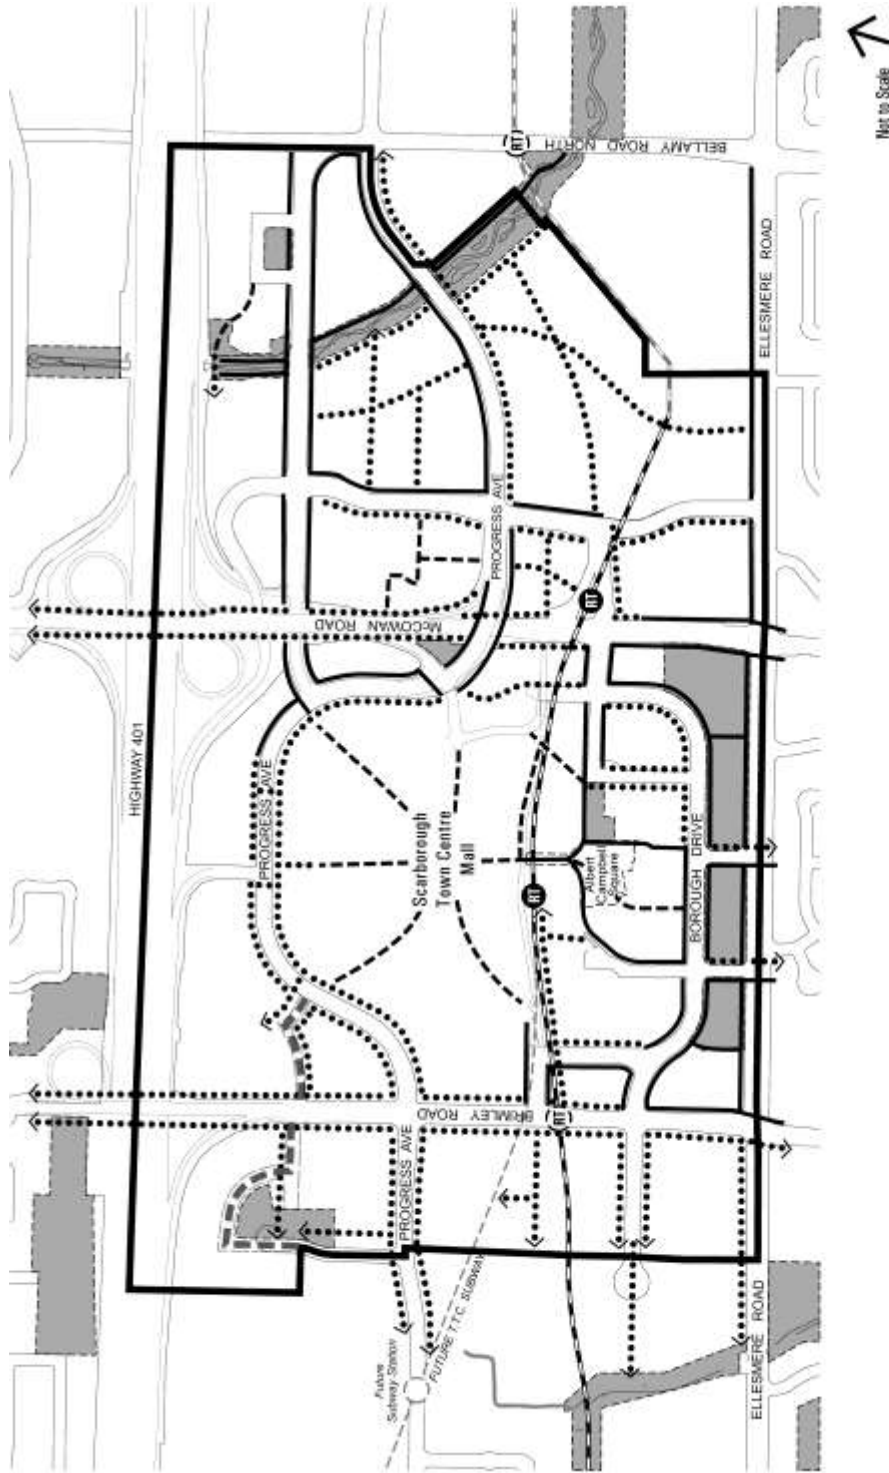 Not to Scale
RT
BELLAMY ROAD NORTH
ELLESMERE ROAD
PROGRESS AVE
McCOWAN ROAD
RT
HIGHWAY 401
PROGRESS AVE
Scarborough
Town Centre
Mall
RT
Albert
Campbell
Square
BOROUGH DRIVE
BRIMLEY ROAD
RT
PROGRESS AVE
FUTURE T.T.C. SUBWAY
Future
Subway Station
ELLESMERE ROAD